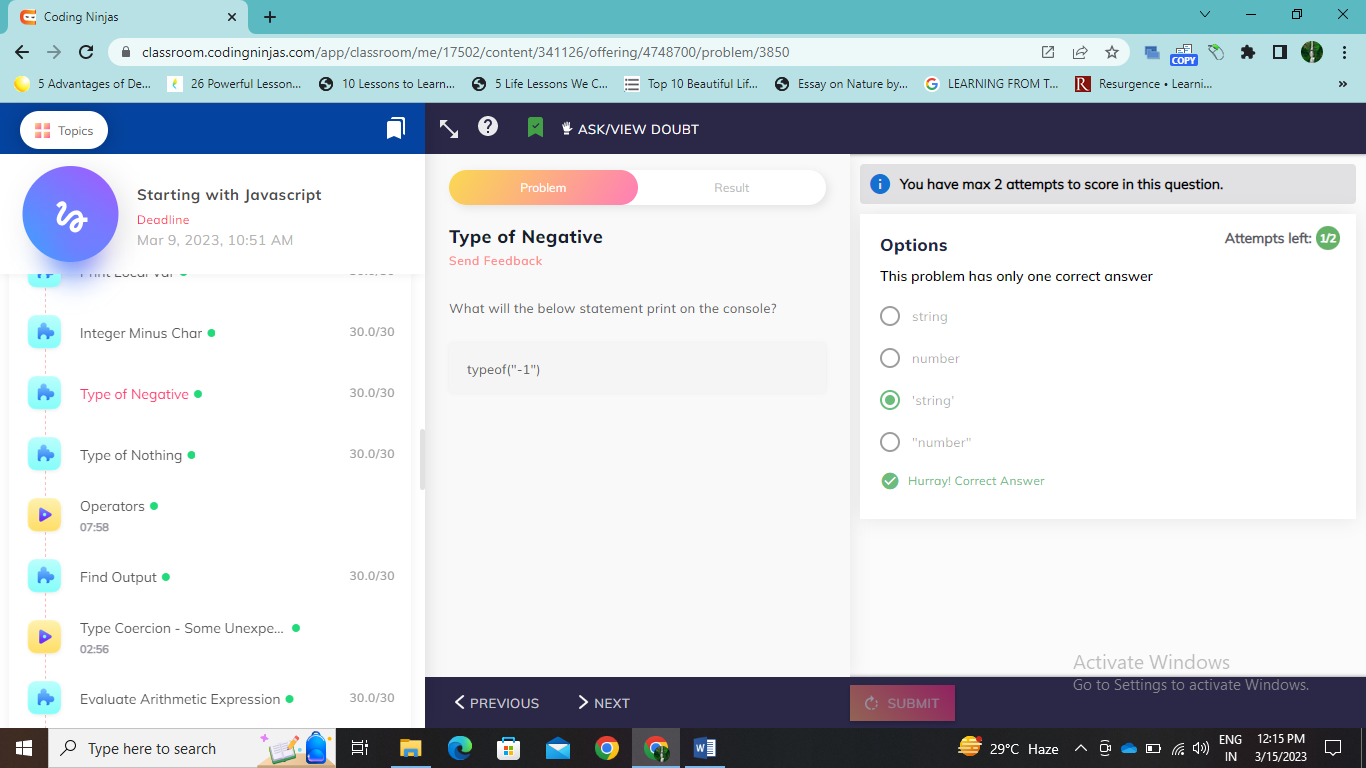 Coding Ninjas
classroom.codingninjas.com/app/classroom/me/17502/content/341126/offering/4748700/problem/3850
COPY
5 Advantages of De...
26 Powerful Lesson...
10 Lessons to Learn...
5 Life Lessons We C...
Top 10 Beautiful Lif...
Essay on Nature by...
LEARNING FROM T...
Resurgence • Learni...
»
Topics
ASK/VIEW DOUBT
Starting with Javascript
Deadline
Mar 9, 2023, 10:51 AM
Print Local Var
Integer Minus Char
30.0/30
Type of Negative
30.0/30
Type of Nothing
30.0/30
Operators
07:58
Find Output
30.0/30
Type Coercion - Some Unexpe...
02:56
Evaluate Arithmetic Expression
30.0/30
Problem
Result
Type of Negative
Send Feedback
What will the below statement print on the console?
typeof("-1")
You have max 2 attempts to score in this question.
Options
Attempts left: 1/2
This problem has only one correct answer
string
number
'string'
"number"
Hurray! Correct Answer
Activate Windows
Go to Settings to activate Windows.
PREVIOUS
NEXT
SUBMIT
Type here to search
29°C Haze
ENG
IN
12:15 PM
3/15/2023